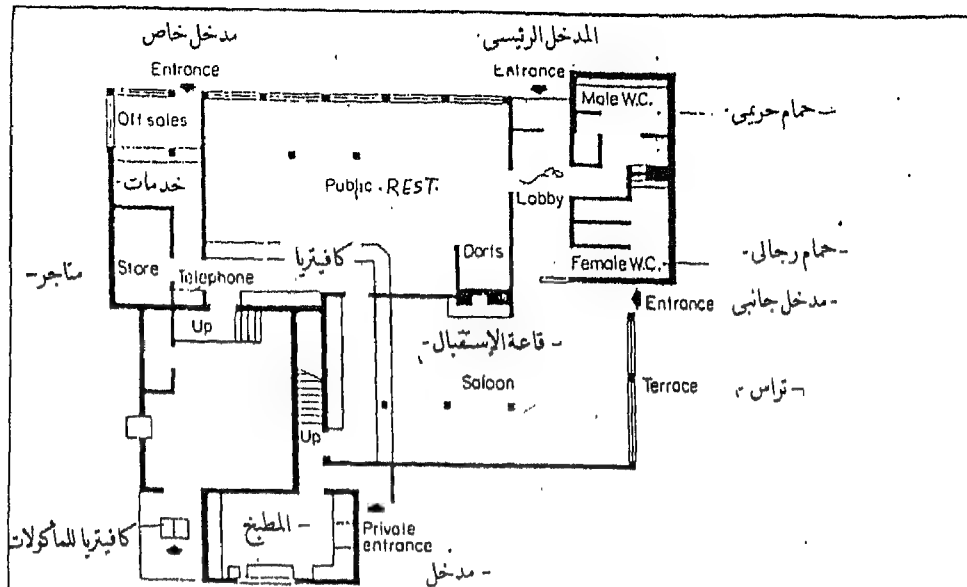 مدخل خاص
المدخل الرئيسى
Entrance
Entrance
Male W.C.
- حمام حريمى -
Off sales
خدمات -
Public . REST.
ممر
Lobby
كافيتريا
Darts
- حمام رجالى -
Female W.C.
متاجر -
Store
Telephone
Entrance
مدخل جانبى -
Up
- قاعة الإستقبال -
Saloon
Terrace
- تراس -
Up
المطبخ -
Private
entrance
كافيتريا للمأكولات
- مدخل